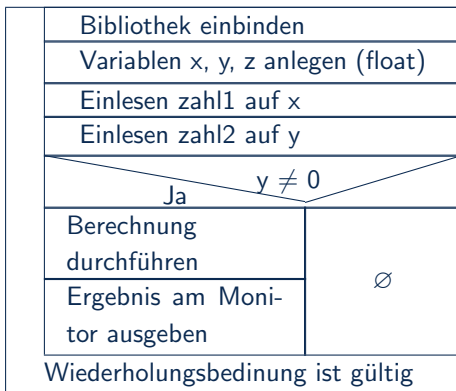 Bibliothek einbinden
Variablen x, y, z anlegen (float)
Einlesen zahl1 auf x
Einlesen zahl2 auf y
y ≠ 0
Ja
Berechnung
durchführen
∅
Ergebnis am Moni-
tor ausgeben
Wiederholungsbedinung ist gültig